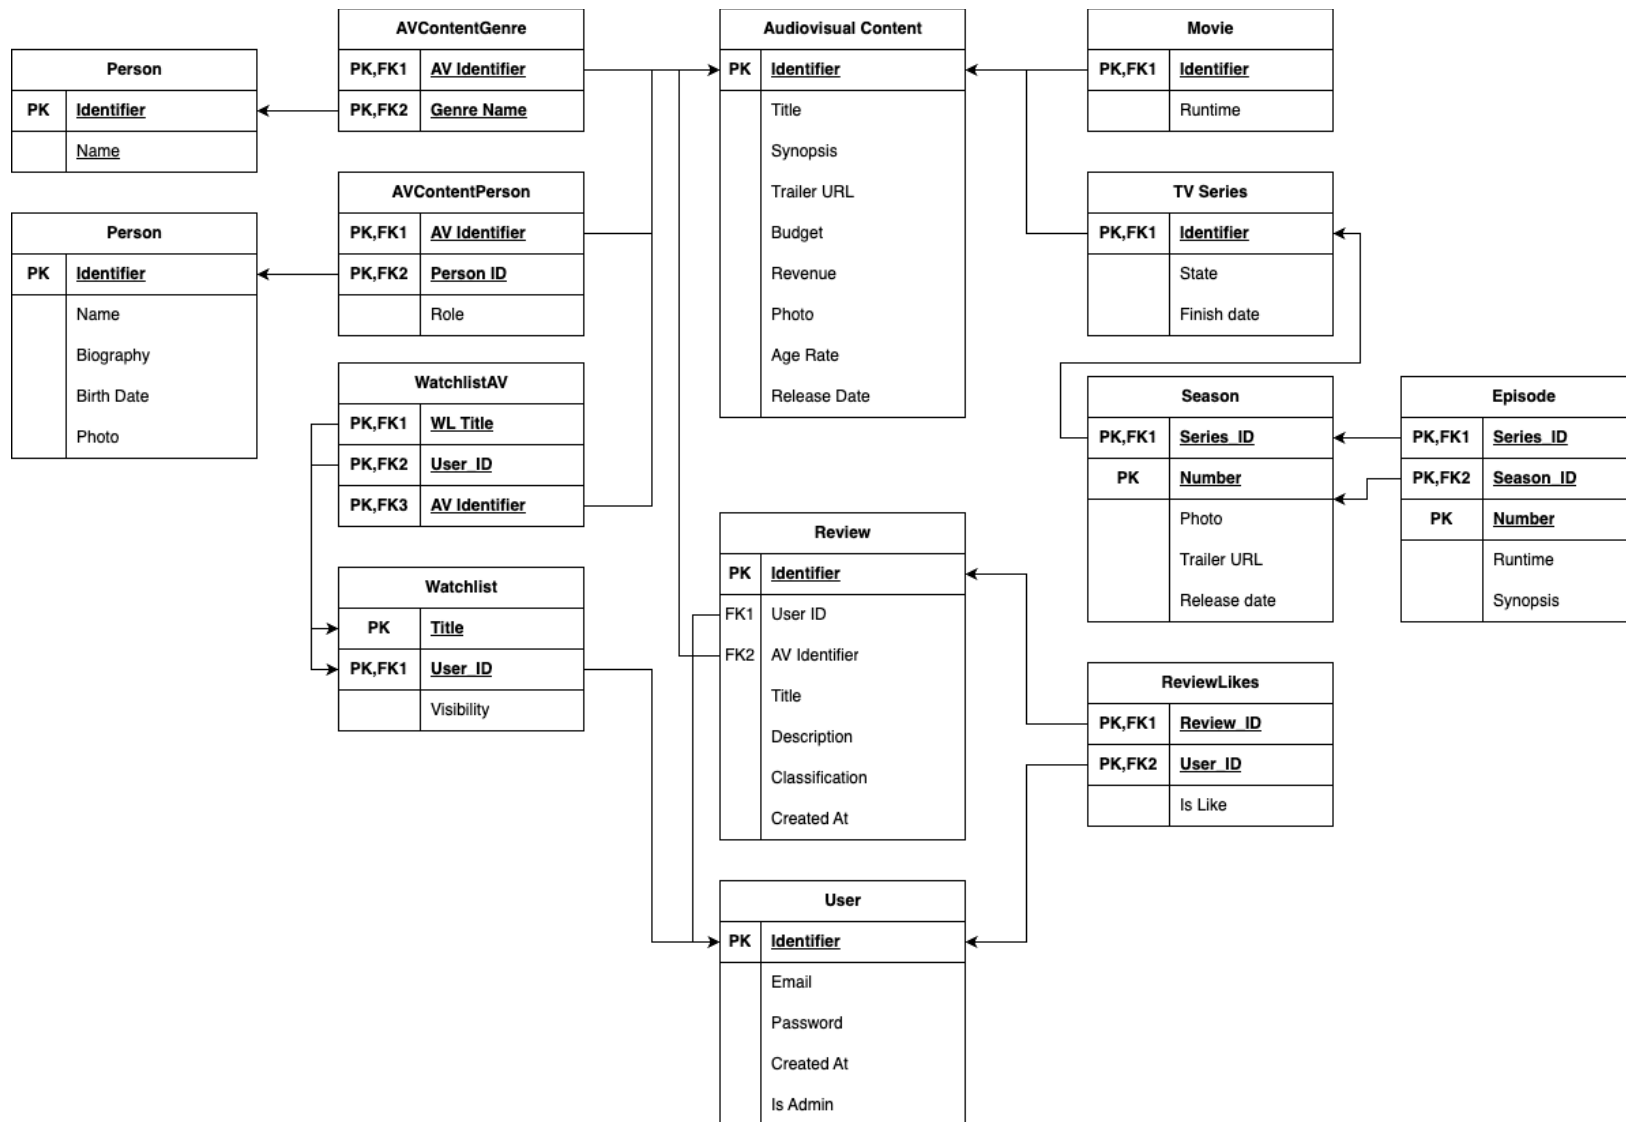 Person
PK Identifier
Name
Person
PK Identifier
Name
Biography
Birth Date
Photo
AVContentGenre
PK,FK1 AV Identifier
PK,FK2 Genre Name
AVContentPerson
PK,FK1 AV Identifier
PK,FK2 Person ID
Role
WatchlistAV
PK,FK1 WL Title
PK,FK2 User_ID
PK,FK3 AV Identifier
Watchlist
PK Title
PK,FK1 User_ID
Visibility
Audiovisual Content
PK Identifier
Title
Synopsis
Trailer URL
Budget
Revenue
Photo
Age Rate
Release Date
Review
PK Identifier
FK1 User ID
FK2 AV Identifier
Title
Description
Classification
Created At
User
PK Identifier
Email
Password
Created At
Is Admin
Movie
PK,FK1 Identifier
Runtime
TV Series
PK,FK1 Identifier
State
Finish date
Season
PK,FK1 Series_ID
PK Number
Photo
Trailer URL
Release date
Episode
PK,FK1 Series_ID
PK,FK2 Season_ID
PK Number
Runtime
Synopsis
ReviewLikes
PK,FK1 Review_ID
PK,FK2 User_ID
Is Like